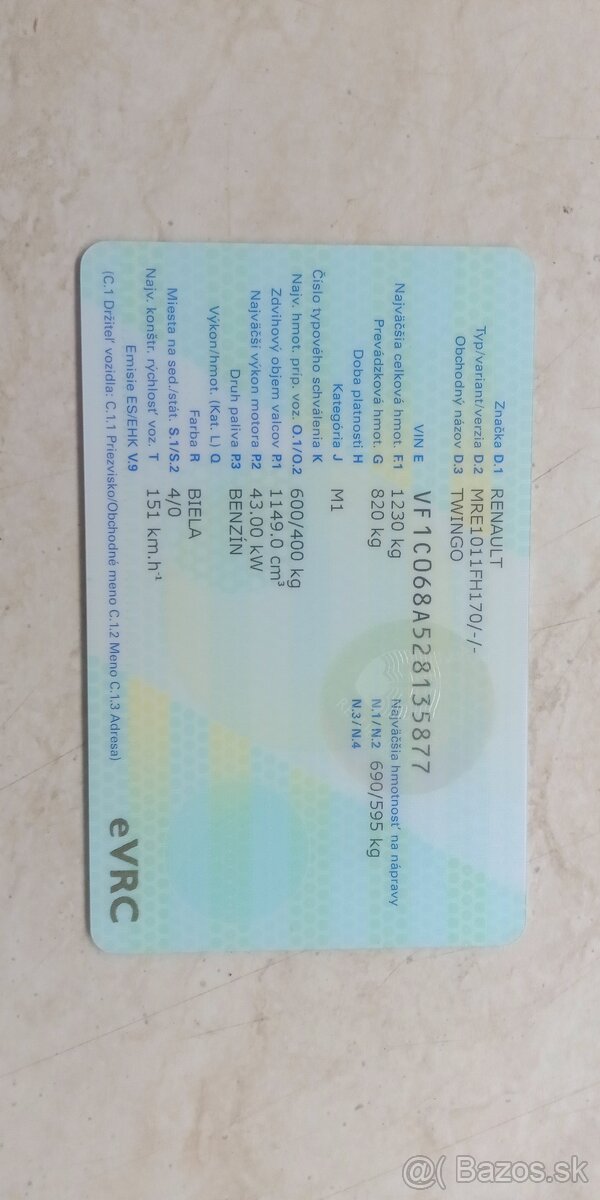 Značka D.1 RENAULT
Typ/variant/verzia D.2 MRE1011FH170/-/-
Obchodný názov D.3 TWINGO
VIN E VF1C068A528135877
Najväčšia celková hmot. F.1 1230 kg
Najväčšia hmotnosť na nápravy
Prevádzková hmot. G 820 kg
N.1/N.2 690/595 kg
Doba platnosti H
N.3/N.4
Kategória J M1
Číslo typového schválenia K
Najv. hmot. príp. voz. O.1/O.2 600/400 kg
Zdvihový objem valcov P.1 1149.0 cm³
Najväčší výkon motora P.2 43.00 kW
Druh paliva P.3 BENZÍN
Výkon/hmot. (Kat. L) Q
Farba R BIELA
Miesta na sed./stát. S.1/S.2 4/0
Najv. konštr. rýchlosť voz. T 151 km.h⁻¹
Emisie ES/EHK V.9
(C.1 Držiteľ vozidla: C.1.1 Priezvisko/Obchodné meno C.1.2 Meno C.1.3 Adresa)
eVRC
@( Bazos.sk